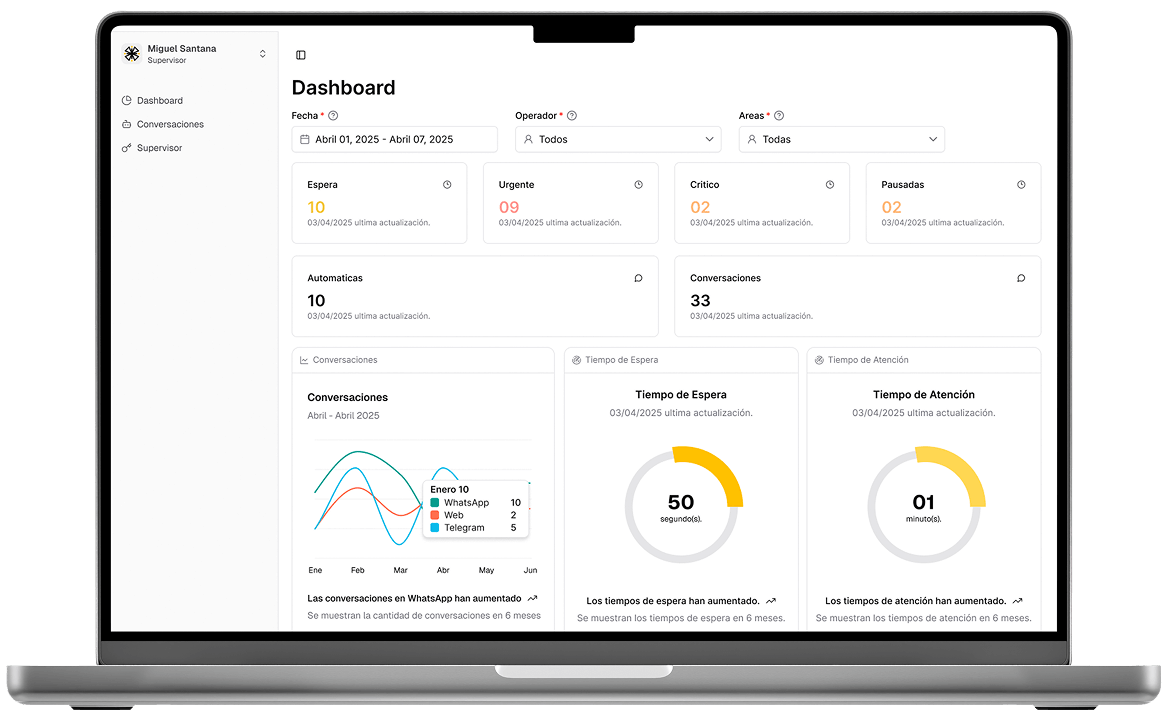 Miguel Santana
Supervisor
Dashboard
Conversaciones
Supervisor
Dashboard
Fecha *
Operador *
Areas *
Abril 01, 2025 - Abril 07, 2025
Todos
Todas
Espera
10
03/04/2025 ultima actualización.
Urgente
09
03/04/2025 ultima actualización.
Critico
02
03/04/2025 ultima actualización.
Pausadas
02
03/04/2025 ultima actualización.
Automaticas
10
03/04/2025 ultima actualización.
Conversaciones
33
03/04/2025 ultima actualización.
Conversaciones
Conversaciones
Abril - Abril 2025
Enero 10
WhatsApp 10
Web 2
Telegram 5
Ene Feb Mar Abr May Jun
Las conversaciones en WhatsApp han aumentado
Se muestran la cantidad de conversaciones en 6 meses
Tiempo de Espera
Tiempo de Espera
03/04/2025 ultima actualización.
50
segundo(s).
Los tiempos de espera han aumentado.
Se muestran los tiempos de espera en 6 meses.
Tiempo de Atención
Tiempo de Atención
03/04/2025 ultima actualización.
01
minuto(s).
Los tiempos de atención han aumentado.
Se muestran los tiempos de atención en 6 meses.